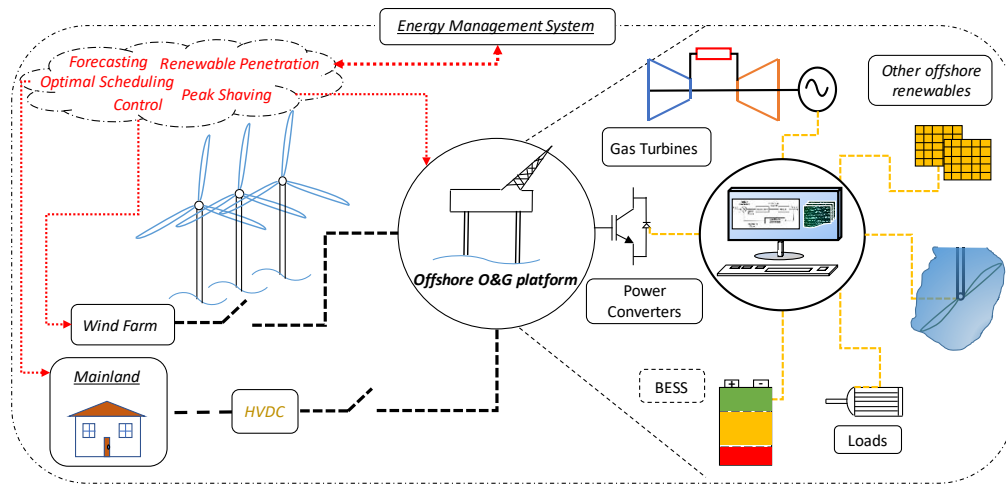 Energy Management System
Forecasting
Renewable Penetration
Optimal Scheduling
Peak Shaving
Control
Other offshore
renewables
Gas Turbines
Offshore O&G platform
Power
Converters
Wind Farm
Mainland
HVDC
BESS
+ -
Loads